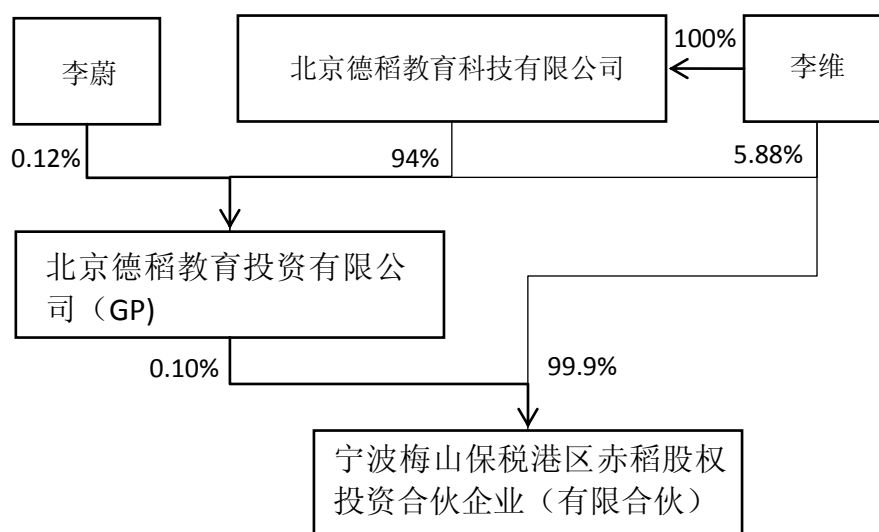 李蔚
北京德稻教育科技有限公司
100%
李维
0.12%
94%
5.88%
北京德稻教育投资有限公
司（GP)
0.10%
99.9%
宁波梅山保税港区赤稻股权
投资合伙企业（有限合伙）